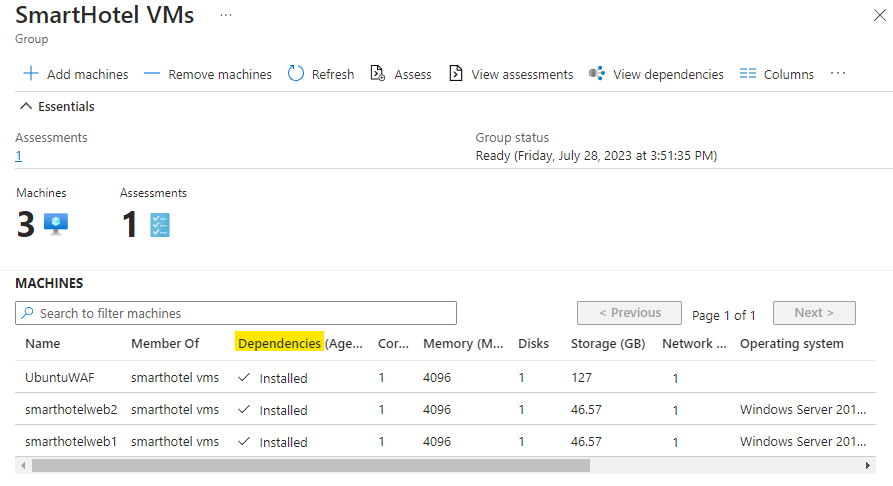 SmartHotel VMs ...
Group
Add machines Remove machines Refresh Assess View assessments View dependencies Columns ...
Essentials
Assessments Group status
1 Ready (Friday, July 28, 2023 at 3:51:35 PM)
Machines Assessments
3 1
MACHINES
Search to filter machines < Previous Page 1 of 1 Next >
Name Member Of Dependencies (Age... Cor... Memory (M... Disks Storage (GB) Network ... Operating system
UbuntuWAF smarthotel vms Installed 1 4096 1 127 1
smarthotelweb2 smarthotel vms Installed 1 4096 1 46.57 1 Windows Server 201...
smarthotelweb1 smarthotel vms Installed 1 4096 1 46.57 1 Windows Server 201...